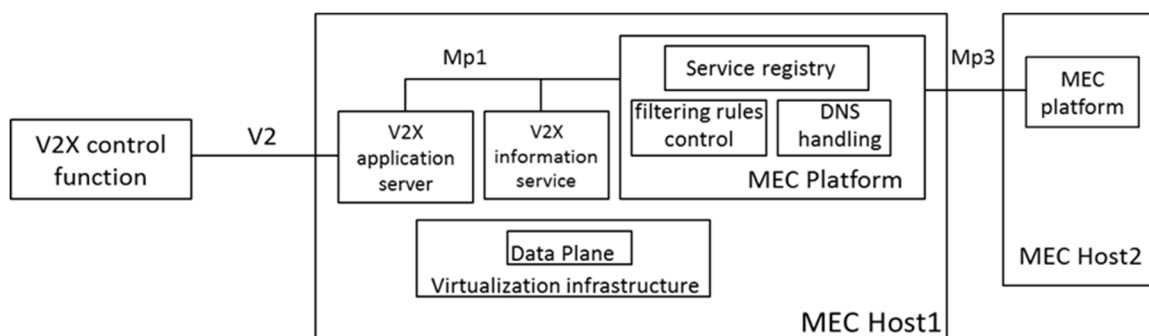 V2X control
function
V2
Mp1
V2X
application
server
V2X
information
service
Service registry
filtering rules
control
DNS
handling
MEC Platform
Data Plane
Virtualization infrastructure
MEC Host1
Mp3
MEC
platform
MEC Host2